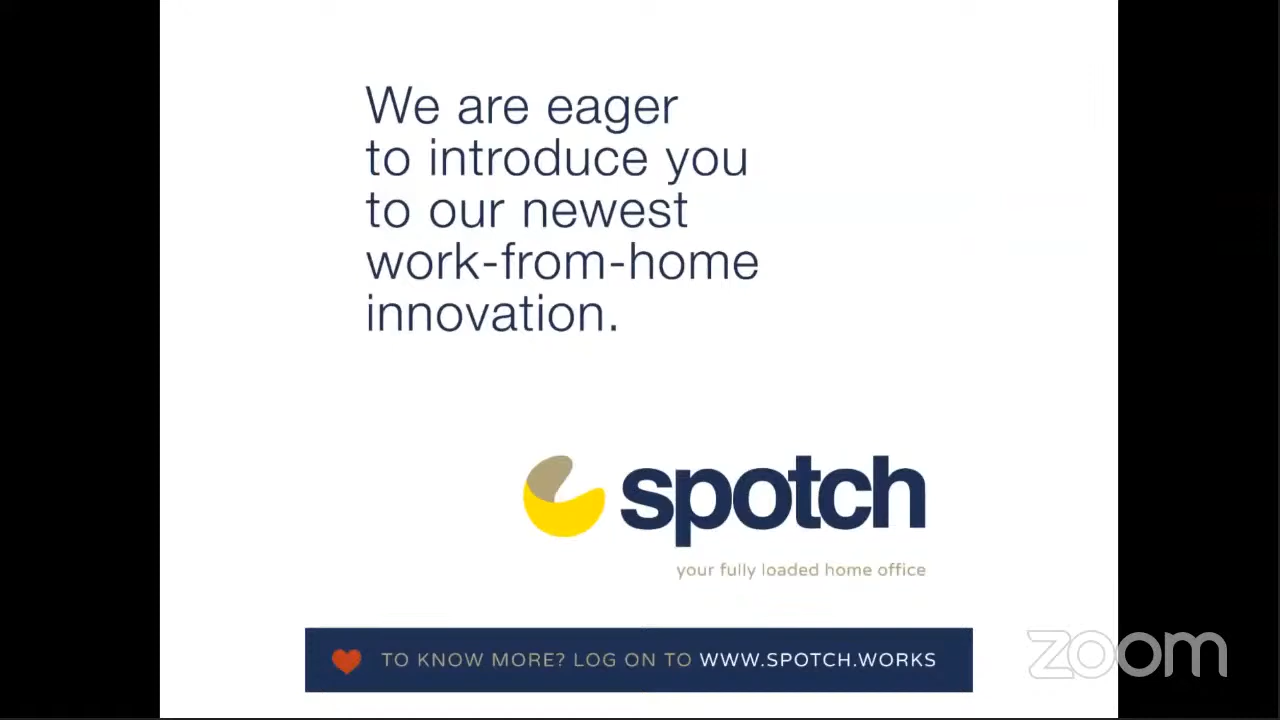 We are eager
to introduce you
to our newest
work-from-home
innovation.
spotch
your fully loaded home office
TO KNOW MORE? LOG ON TO WWW.SPOTCH.WORKS
zoom